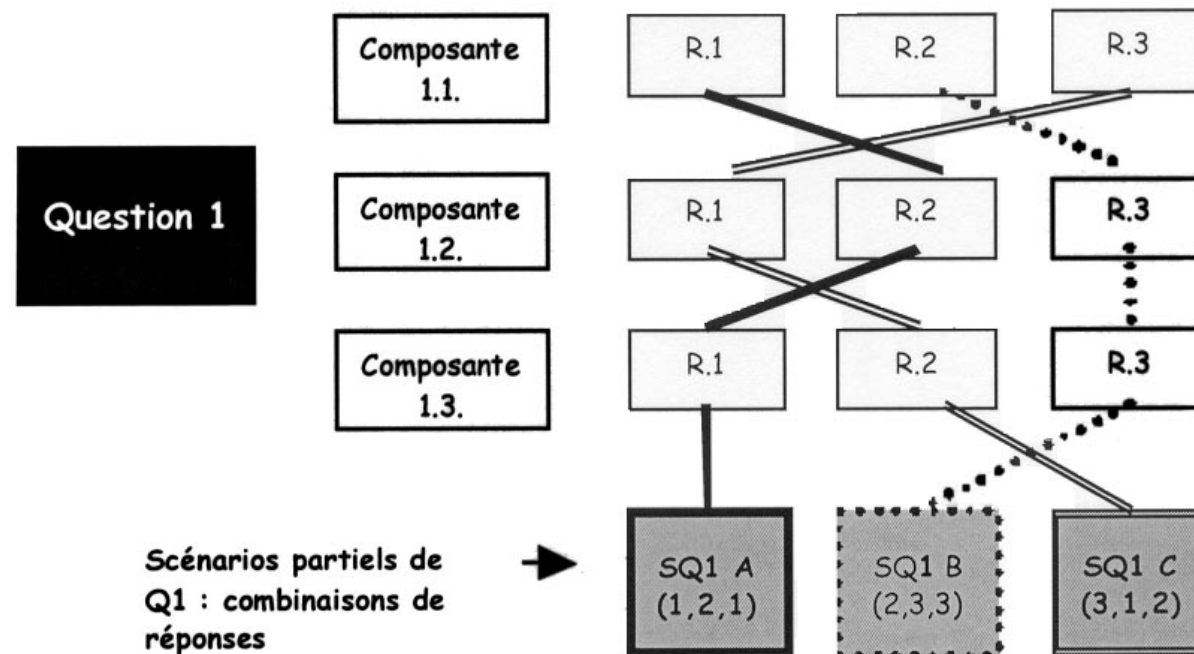 Composante
1.1.
R.1
R.2
R.3
Question 1
Composante
1.2.
R.1
R.2
R.3
Composante
1.3.
R.1
R.2
R.3
Scénarios partiels de
Q1 : combinaisons de
réponses
SQ1 A
(1,2,1)
SQ1 B
(2,3,3)
SQ1 C
(3,1,2)